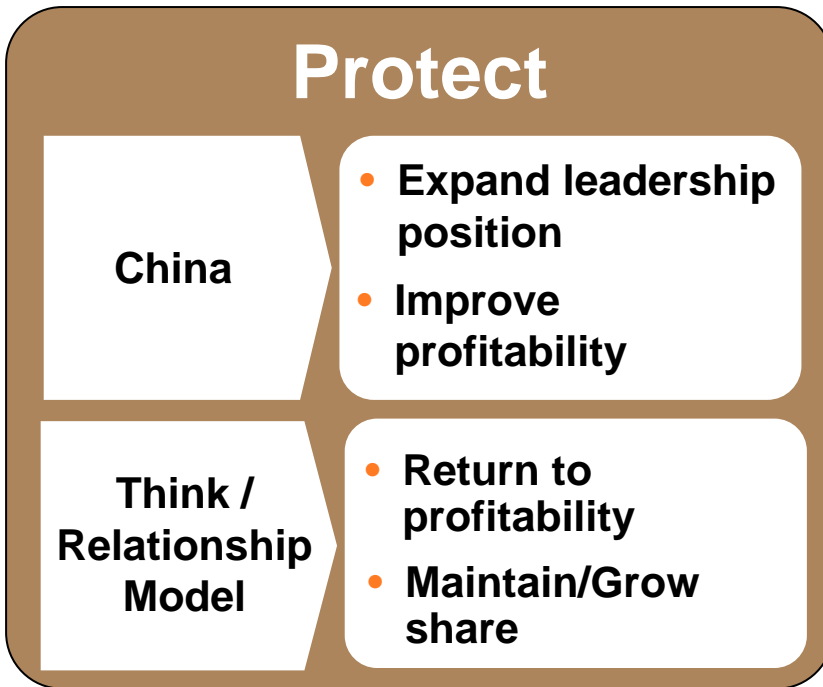 Protect
China
• Expand leadership
position
• Improve
profitability
Think /
Relationship
Model
• Return to
profitability
• Maintain/Grow
share